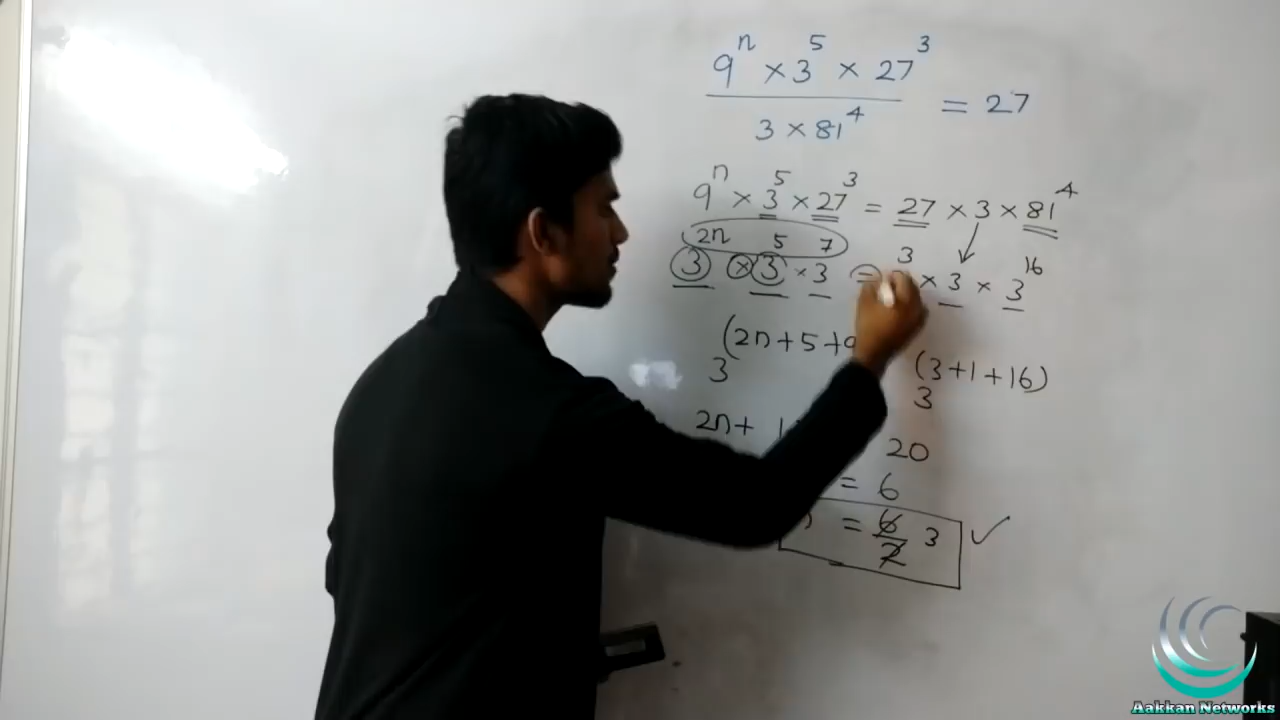 9^n × 3^5 × 27^3
= 27
3 × 81^4
9^n × 3^5 × 27^3 = 27 × 3 × 81^4
3^2n × 3^5 × 3^7 = 3 × 3 × 3^16
3^(2n+5+9 3^(3+1+16)
2n+ 1 20
= 6
= 6/2 3 ✓
Aakkan Networks